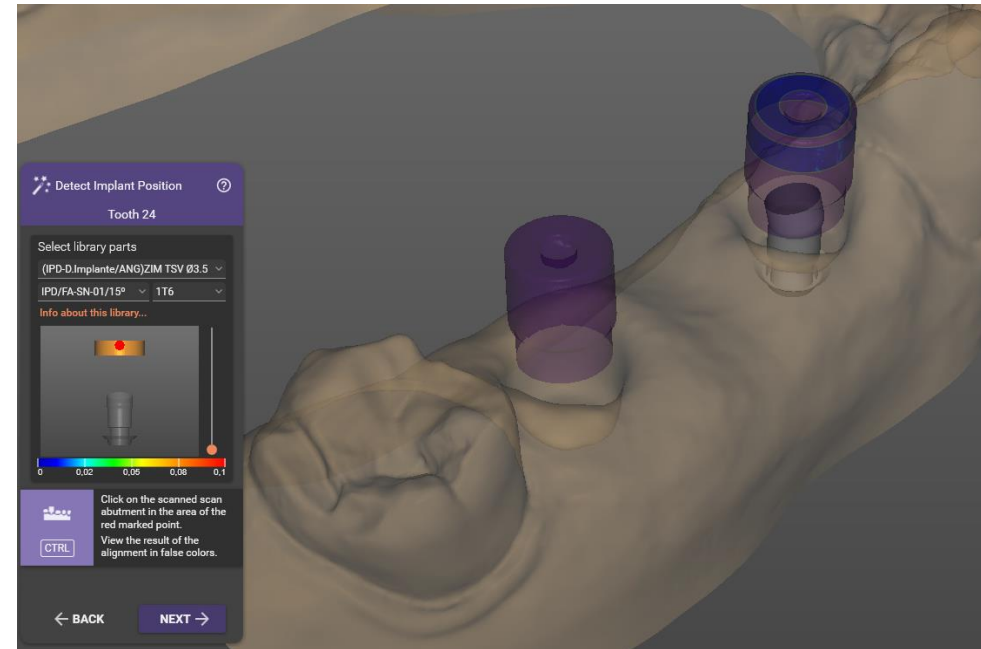 Detect Implant Position
Tooth 24
Select library parts
(IPD-D.Implante/ANG)ZIM TSV Ø3.5
IPD/FA-SN-01/15º 1T6
Info about this library...
0 0,02 0,05 0,08 0,1
Click on the scanned scan
abutment in the area of the
red marked point.
CTRL
View the result of the
alignment in false colors.
BACK NEXT